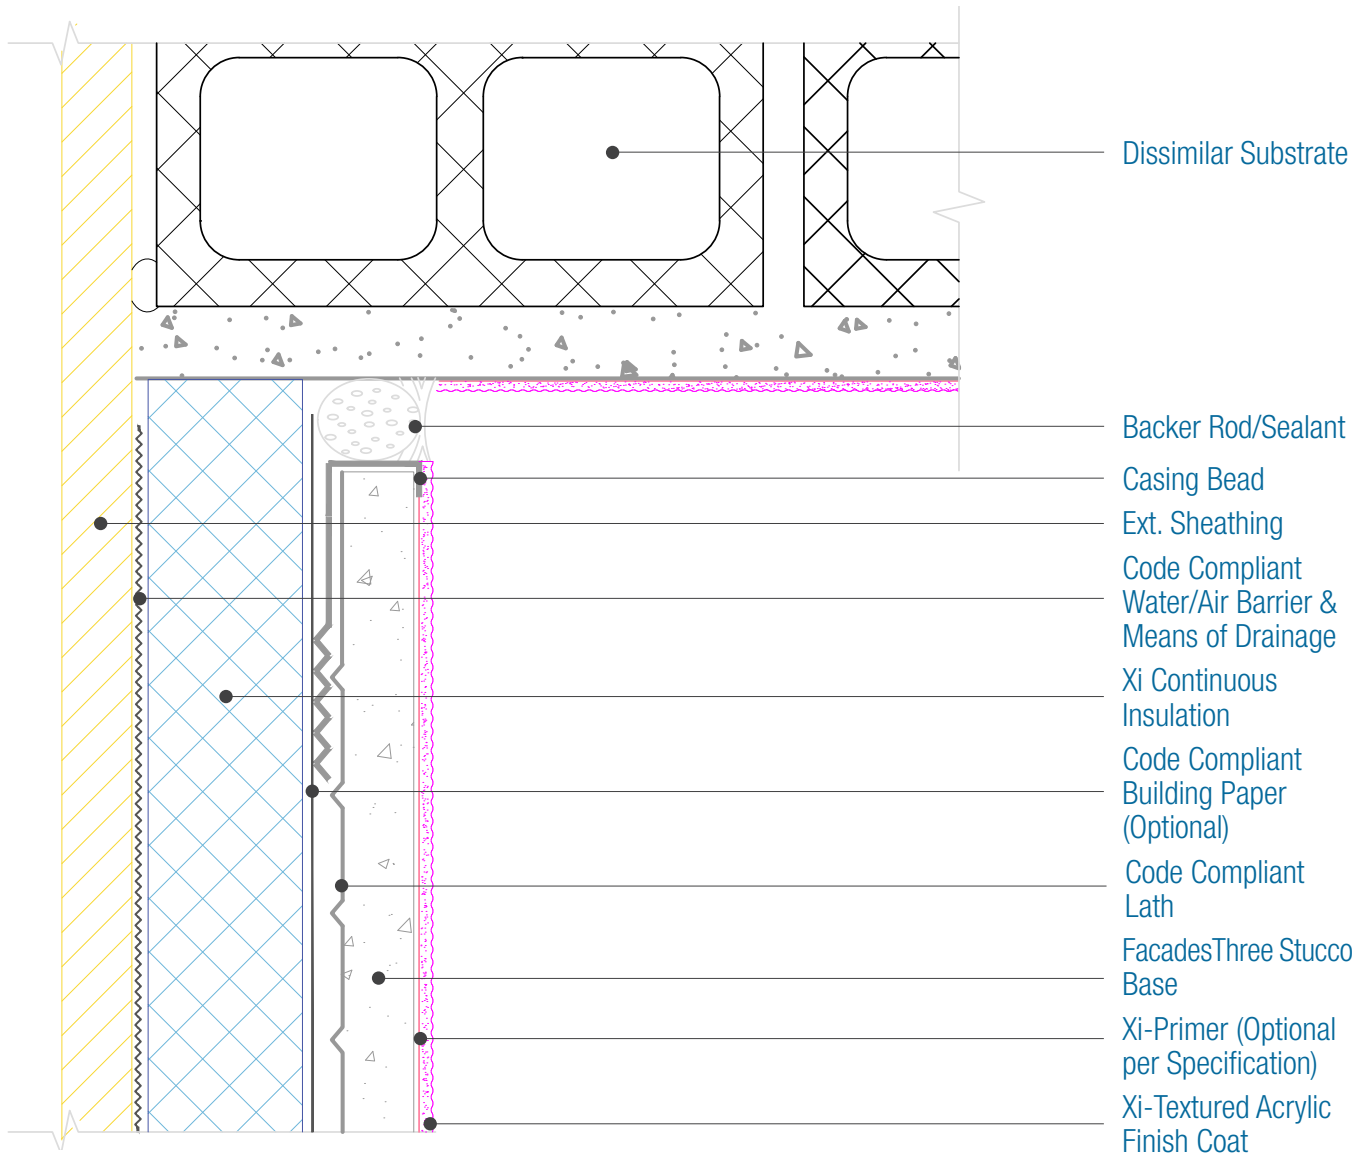 Dissimilar Substrate
Backer Rod/Sealant
Casing Bead
Ext. Sheathing
Code Compliant
Water/Air Barrier &
Means of Drainage
Xi Continuous
Insulation
Code Compliant
Building Paper
(Optional)
Code Compliant
Lath
FacadesThree Stucco
Base
Xi-Primer (Optional
per Specification)
Xi-Textured Acrylic
Finish Coat